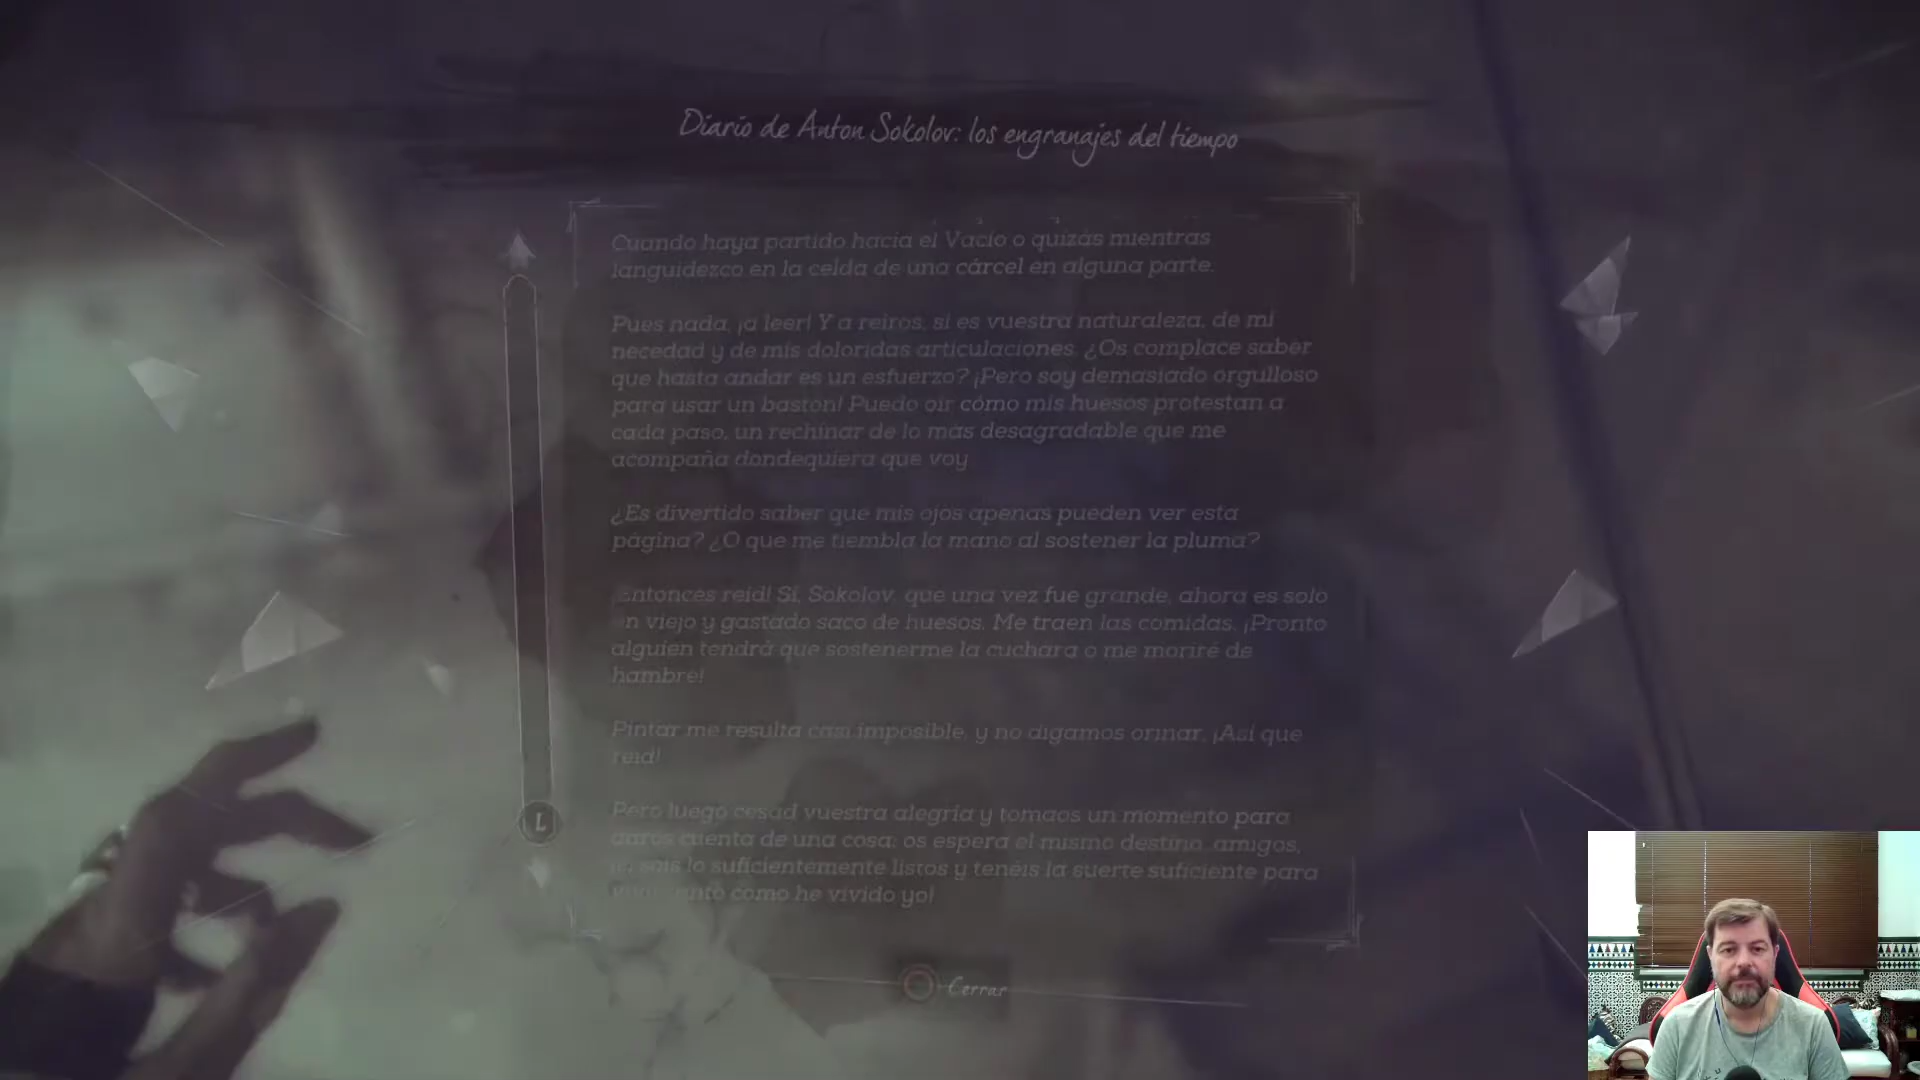 Diario de Anton Sokolov: los engranajes del tiempo
Cuando haya partido hacia el Vacío o quizás mientras
languidezco en la celda de una cárcel en alguna parte.
Pues nada, ¡a leer! Y a reíros, si es vuestra naturaleza, de mi
necedad y de mis doloridas articulaciones. ¿Os complace saber
que hasta andar es un esfuerzo? ¡Pero soy demasiado orgulloso
para usar un bastón! Puedo oír cómo mis huesos protestan a
cada paso, un rechinar de lo más desagradable que me
acompaña dondequiera que voy
¿Es divertido saber que mis ojos apenas pueden ver esta
página? ¿O que me tiembla la mano al sostener la pluma?
¡Entonces reíd! Sí, Sokolov, que una vez fue grande, ahora es solo
un viejo y gastado saco de huesos. Me traen las comidas. ¡Pronto
alguien tendrá que sostenerme la cuchara o me moriré de
hambre!
Pintar me resulta casi imposible, y no digamos orinar. ¡Así que
reíd!
Pero luego cesad vuestra alegría y tomaos un momento para
daros cuenta de una cosa: os espera el mismo destino, amigos,
si sois lo suficientemente listos y tenéis la suerte suficiente para
como he vivido yo!
L
Cerrar